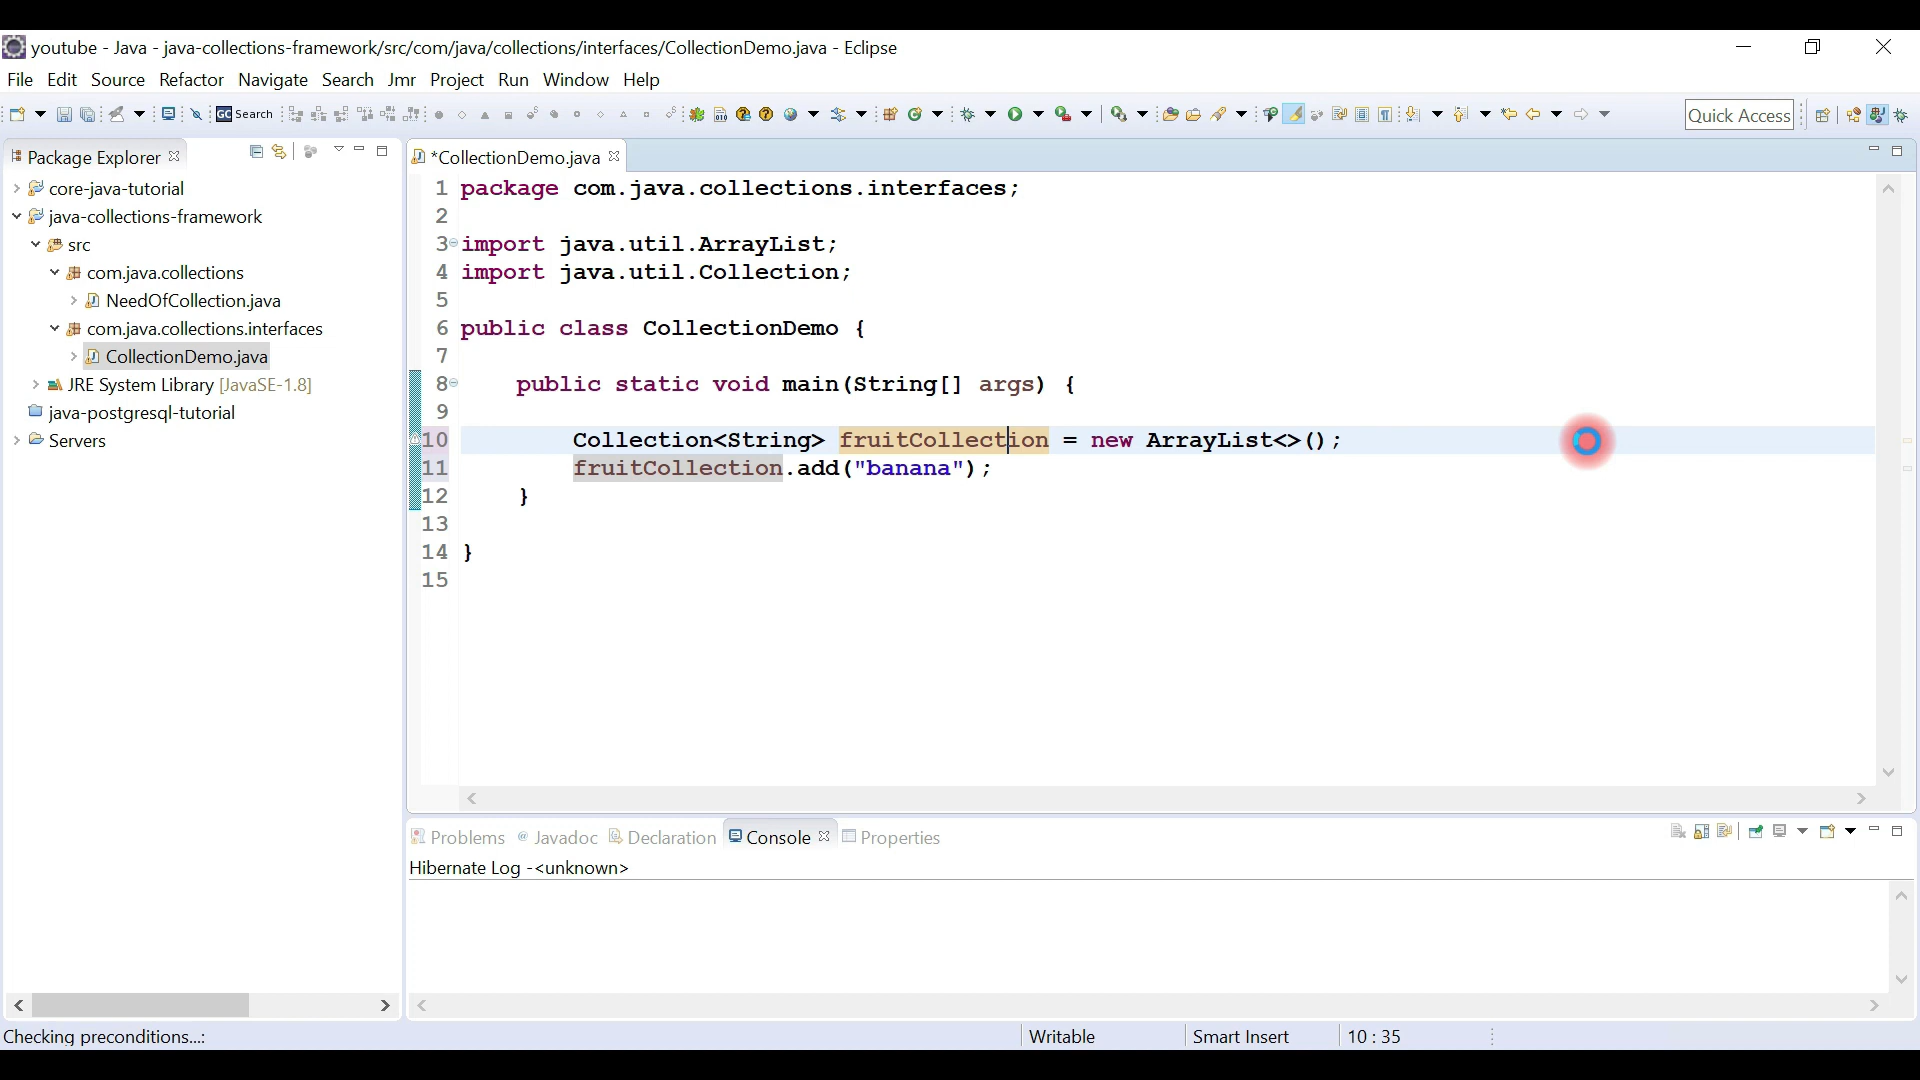 youtube - Java - java-collections-framework/src/com/java/collections/interfaces/CollectionDemo.java - Eclipse
File Edit Source Refactor Navigate Search Jmr Project Run Window Help
GC Search
Quick Access
Package Explorer
core-java-tutorial
java-collections-framework
src
com.java.collections
NeedOfCollection.java
com.java.collections.interfaces
CollectionDemo.java
JRE System Library [JavaSE-1.8]
java-postgresql-tutorial
Servers
*CollectionDemo.java
1 package com.java.collections.interfaces;
2
3 import java.util.ArrayList;
4 import java.util.Collection;
5
6 public class CollectionDemo {
7
8 public static void main(String[] args) {
9
10 Collection<String> fruitCollection = new ArrayList<>();
11 fruitCollection.add("banana");
12 }
13
14 }
15
Problems @ Javadoc Declaration Console Properties
Hibernate Log -<unknown>
Checking preconditions...: Writable Smart Insert 10 : 35